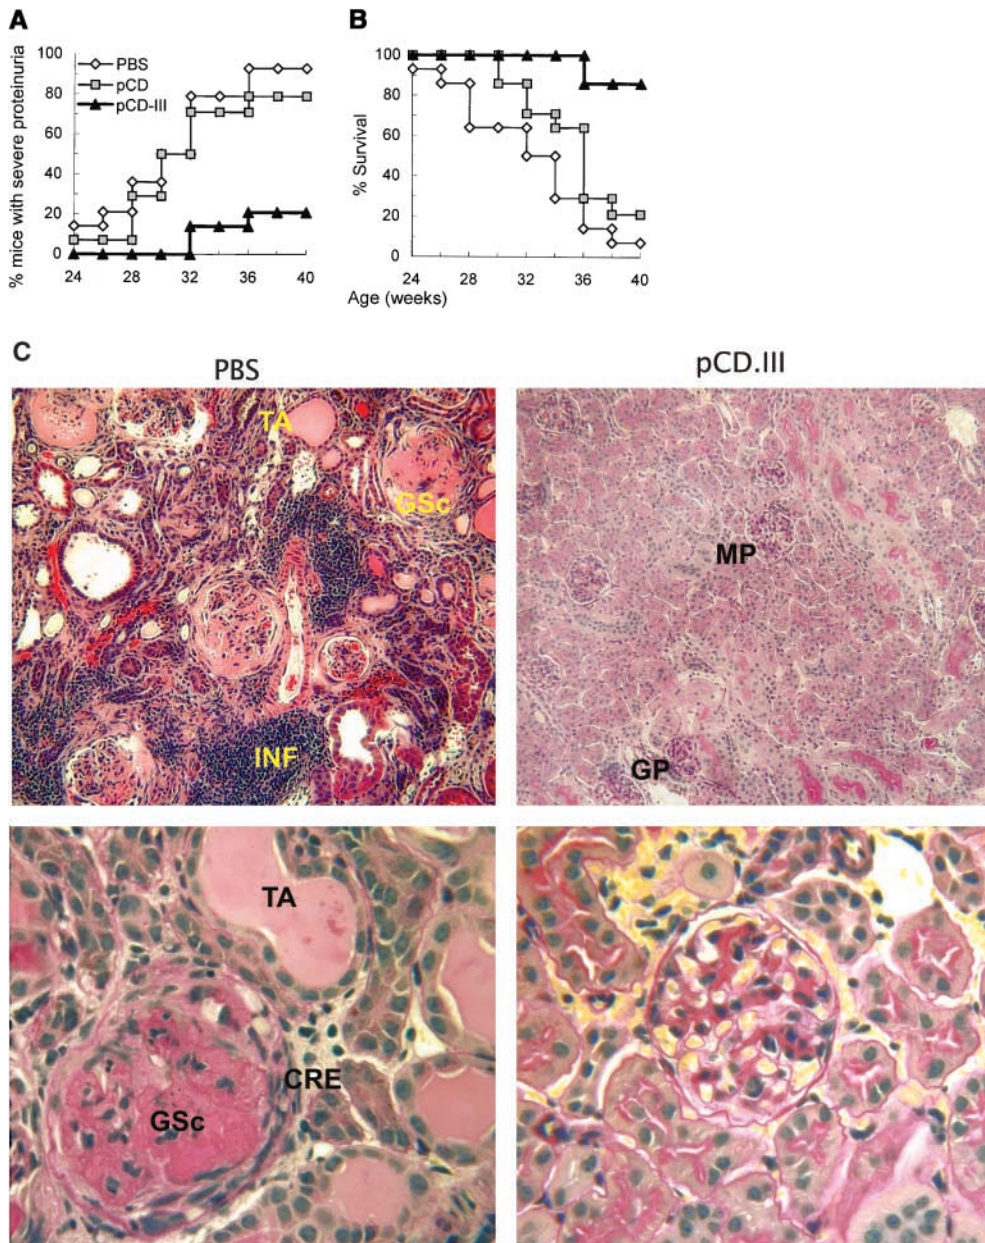 A
% mice with severe proteinuria
100
80
60
40
20
0
PBS
pCD
pCD-III
24 28 32 36 40
B
% Survival
100
80
60
40
20
0
24 28 32 36 40
Age (weeks)
C
PBS
pCD.III
TA
GSc
INF
MP
GP
TA
CRE
GSc